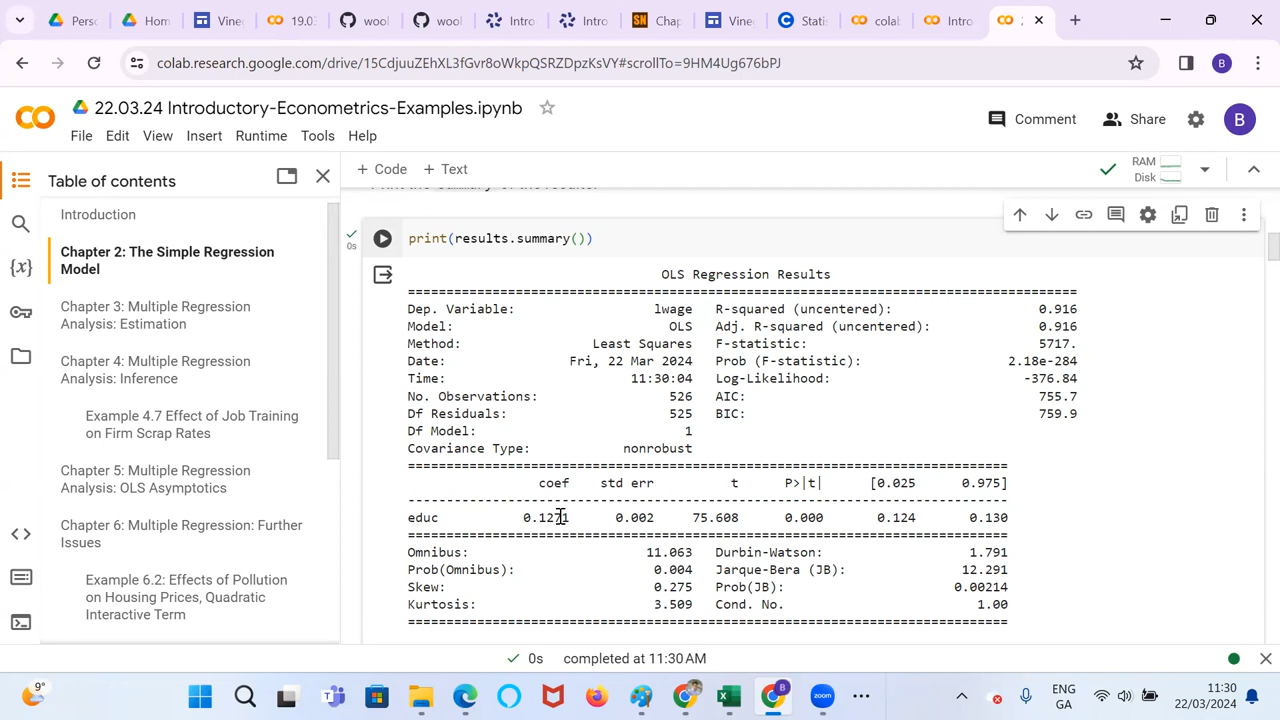 Perso
Hom
Vine
19.0
wool
wool
Intro
Intro
SN
Chap
Vine
Stati
colab
Intro
2
colab.research.google.com/drive/15CdjuuZEhXL3fGvr8oWkpQSRZDpzKsVY#scrollTo=9HM4Ug676bPJ
B
22.03.24 Introductory-Econometrics-Examples.ipynb
Comment
Share
B
File Edit View Insert Runtime Tools Help
Table of contents
+ Code + Text
RAM
Disk
Introduction
Chapter 2: The Simple Regression
Model
Chapter 3: Multiple Regression
Analysis: Estimation
Chapter 4: Multiple Regression
Analysis: Inference
Example 4.7 Effect of Job Training
on Firm Scrap Rates
Chapter 5: Multiple Regression
Analysis: OLS Asymptotics
Chapter 6: Multiple Regression: Further
Issues
Example 6.2: Effects of Pollution
on Housing Prices, Quadratic
Interactive Term
0s
print(results.summary())
OLS Regression Results
==============================================================================
Dep. Variable: lwage R-squared (uncentered): 0.916
Model: OLS Adj. R-squared (uncentered): 0.916
Method: Least Squares F-statistic: 5717.
Date: Fri, 22 Mar 2024 Prob (F-statistic): 2.18e-284
Time: 11:30:04 Log-Likelihood: -376.84
No. Observations: 526 AIC: 755.7
Df Residuals: 525 BIC: 759.9
Df Model: 1
Covariance Type: nonrobust
==============================================================================
coef std err t P>|t| [0.025 0.975]
------------------------------------------------------------------------------
educ 0.1271 0.002 75.608 0.000 0.124 0.130
==============================================================================
Omnibus: 11.063 Durbin-Watson: 1.791
Prob(Omnibus): 0.004 Jarque-Bera (JB): 12.291
Skew: 0.275 Prob(JB): 0.00214
Kurtosis: 3.509 Cond. No. 1.00
==============================================================================
0s completed at 11:30 AM
9°
B
zoom
ENG
GA
11:30
22/03/2024